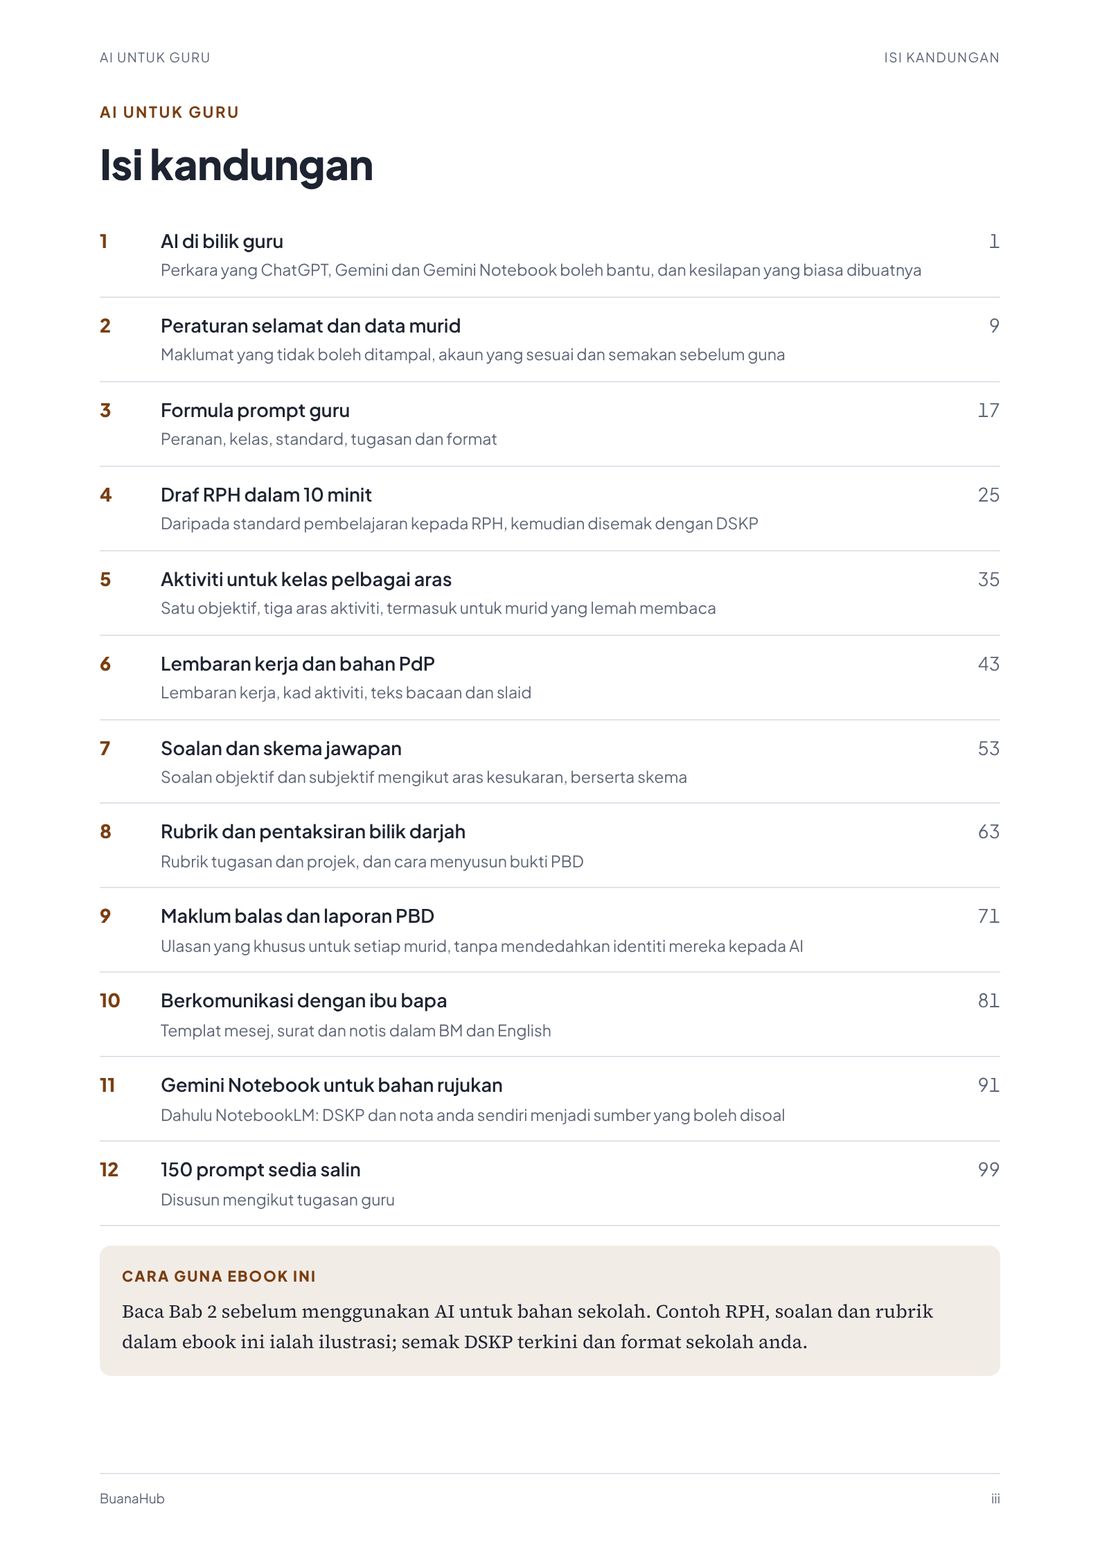 AI UNTUK GURU
ISI KANDUNGAN
AI UNTUK GURU
Isi kandungan
1 AI di bilik guru 1
Perkara yang ChatGPT, Gemini dan Gemini Notebook boleh bantu, dan kesilapan yang biasa dibuatnya
2 Peraturan selamat dan data murid 9
Maklumat yang tidak boleh ditampal, akaun yang sesuai dan semakan sebelum guna
3 Formula prompt guru 17
Peranan, kelas, standard, tugasan dan format
4 Draf RPH dalam 10 minit 25
Daripada standard pembelajaran kepada RPH, kemudian disemak dengan DSKP
5 Aktiviti untuk kelas pelbagai aras 35
Satu objektif, tiga aras aktiviti, termasuk untuk murid yang lemah membaca
6 Lembaran kerja dan bahan PdP 43
Lembaran kerja, kad aktiviti, teks bacaan dan slaid
7 Soalan dan skema jawapan 53
Soalan objektif dan subjektif mengikut aras kesukaran, berserta skema
8 Rubrik dan pentaksiran bilik darjah 63
Rubrik tugasan dan projek, dan cara menyusun bukti PBD
9 Maklum balas dan laporan PBD 71
Ulasan yang khusus untuk setiap murid, tanpa mendedahkan identiti mereka kepada AI
10 Berkomunikasi dengan ibu bapa 81
Templat mesej, surat dan notis dalam BM dan English
11 Gemini Notebook untuk bahan rujukan 91
Dahulu NotebookLM: DSKP dan nota anda sendiri menjadi sumber yang boleh disoal
12 150 prompt sedia salin 99
Disusun mengikut tugasan guru
CARA GUNA EBOOK INI
Baca Bab 2 sebelum menggunakan AI untuk bahan sekolah. Contoh RPH, soalan dan rubrik
dalam ebook ini ialah ilustrasi; semak DSKP terkini dan format sekolah anda.
BuanaHub
iii